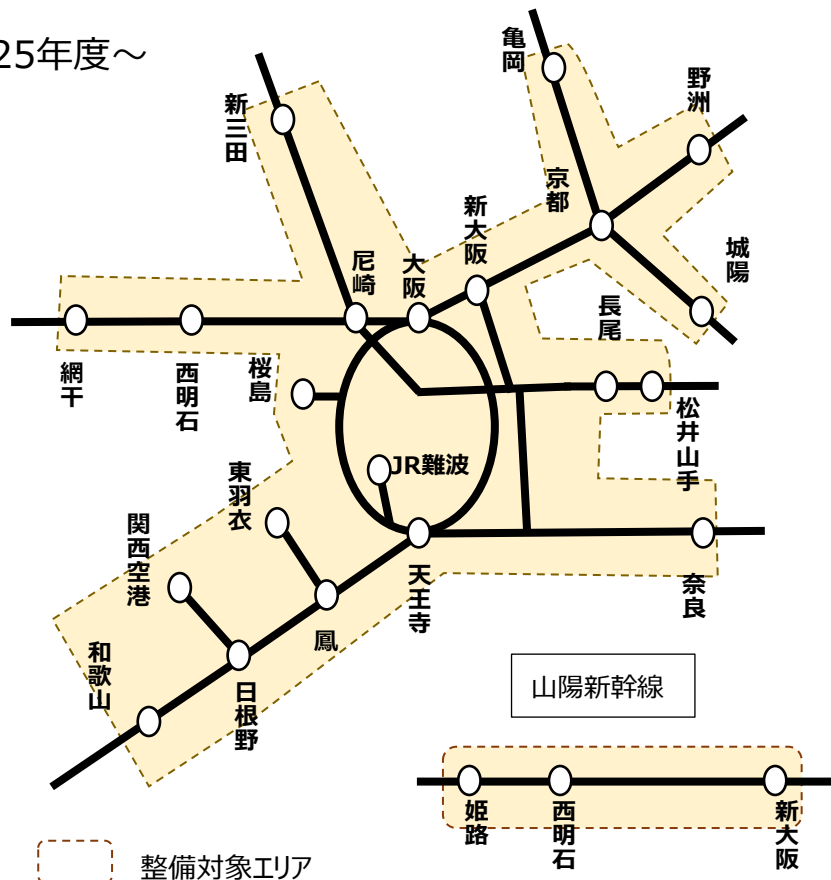 25年度～
亀岡
野洲
新三田
京都
新大阪
城陽
尼崎
大阪
長尾
網干
西明石
桜島
松井山手
JR難波
東羽衣
関西空港
天王寺
奈良
鳳
和歌山
日根野
山陽新幹線
姫路
西明石
新大阪
整備対象エリア